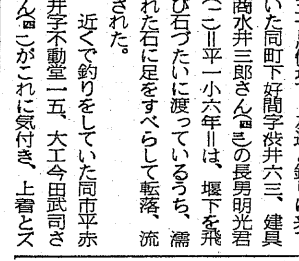 いた同町下好間字渋井六三、建具
商水井三郎さん(四三)の長男明光君
(一二)＝平一小六年＝は、堰下を飛
び石づたいに渡っているうち、濡
れた石に足をすべらして転落、流
された。
近くで釣りをしていた同市平赤
井字不動堂一五、大工今田武司さ
ん(四二)がこれに気付き、上着とズ